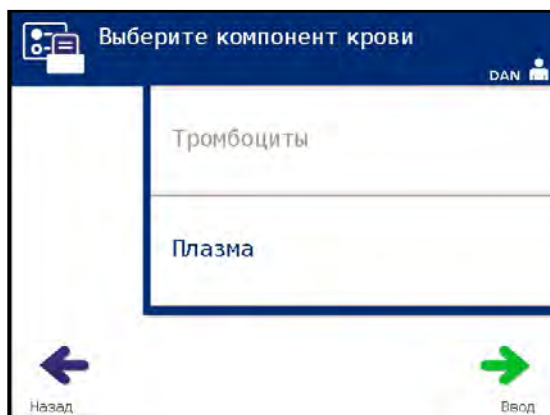 Выберите компонент крови
DAN
Тромбоциты
Плазма
Назад
Ввод